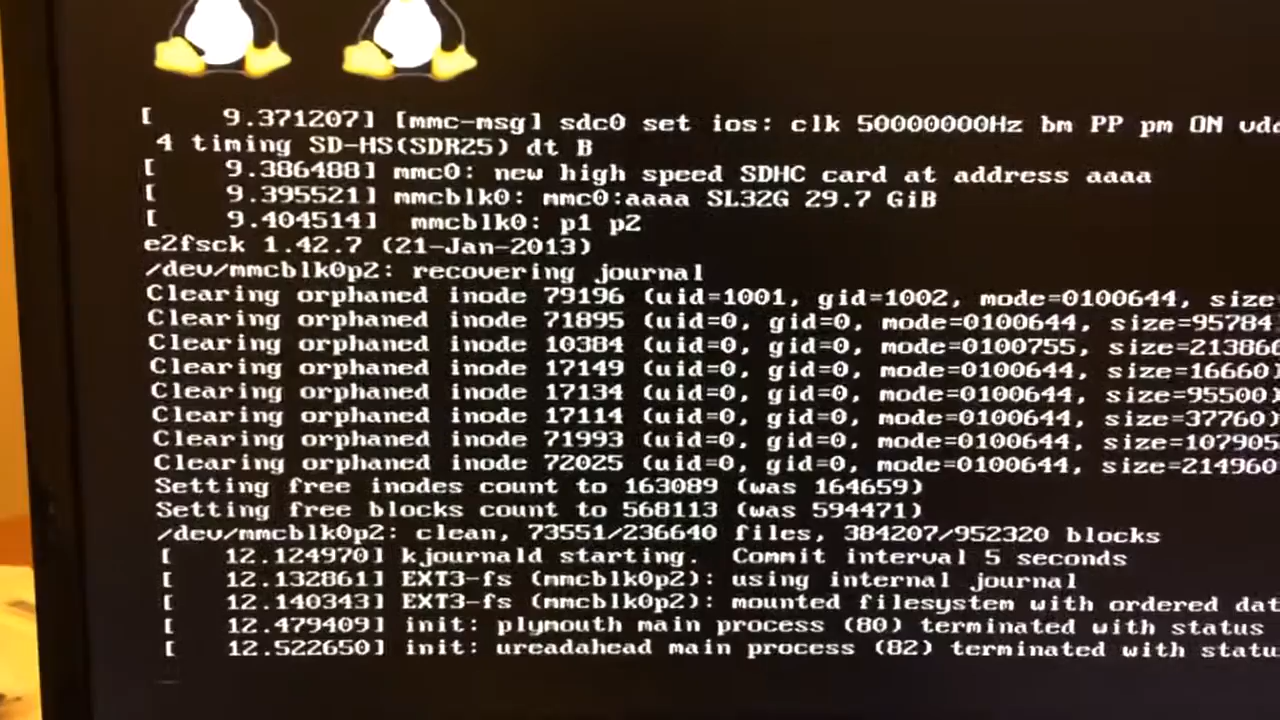 [ 9.371207] [mmc-msg] sdc0 set ios: clk 50000000Hz bm PP pm ON vdd
4 timing SD-HS(SDR25) dt B
[ 9.386488] mmc0: new high speed SDHC card at address aaaa
[ 9.395521] mmcblk0: mmc0:aaaa SL32G 29.7 GiB
[ 9.404514] mmcblk0: p1 p2
e2fsck 1.42.7 (21-Jan-2013)
/dev/mmcblk0p2: recovering journal
Clearing orphaned inode 79196 (uid=1001, gid=1002, mode=0100644, size
Clearing orphaned inode 71895 (uid=0, gid=0, mode=0100644, size=95784
Clearing orphaned inode 10384 (uid=0, gid=0, mode=0100755, size=213866
Clearing orphaned inode 17149 (uid=0, gid=0, mode=0100644, size=16660)
Clearing orphaned inode 17134 (uid=0, gid=0, mode=0100644, size=95500)
Clearing orphaned inode 17114 (uid=0, gid=0, mode=0100644, size=37760)
Clearing orphaned inode 71993 (uid=0, gid=0, mode=0100644, size=107905
Clearing orphaned inode 72025 (uid=0, gid=0, mode=0100644, size=214960
Setting free inodes count to 163089 (was 164659)
Setting free blocks count to 568113 (was 594471)
/dev/mmcblk0p2: clean, 73551/236640 files, 384207/952320 blocks
[ 12.124970] kjournald starting. Commit interval 5 seconds
[ 12.132861] EXT3-fs (mmcblk0p2): using internal journal
[ 12.140343] EXT3-fs (mmcblk0p2): mounted filesystem with ordered dat
[ 12.479409] init: plymouth main process (80) terminated with status
[ 12.522650] init: ureadahead main process (82) terminated with statu